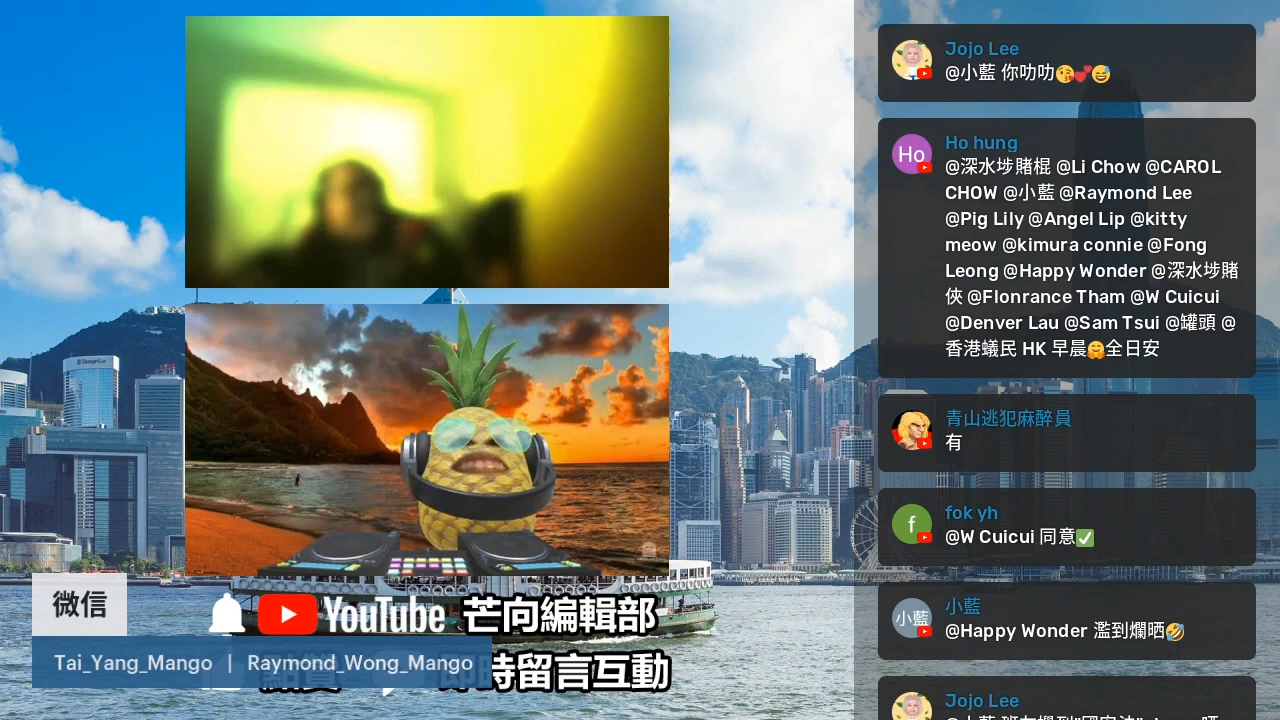 Jojo Lee
@小藍 你叻叻😘💕😅
Ho
Ho hung
@深水埗賭棍 @Li Chow @CAROL
CHOW @小藍 @Raymond Lee
@Pig Lily @Angel Lip @kitty
meow @kimura connie @Fong
Leong @Happy Wonder @深水埗賭
俠 @Flonrance Tham @W Cuicui
@Denver Lau @Sam Tsui @罐頭 @
香港蟻民 HK 早晨🤗全日安
青山逃犯麻醉員
有
f
fok yh
@W Cuicui 同意✅
小藍
小藍
@Happy Wonder 濫到爛晒🤣
Jojo Lee
微信
YouTube 芒向編輯部
Tai_Yang_Mango | Raymond_Wong_Mango
時留言互動